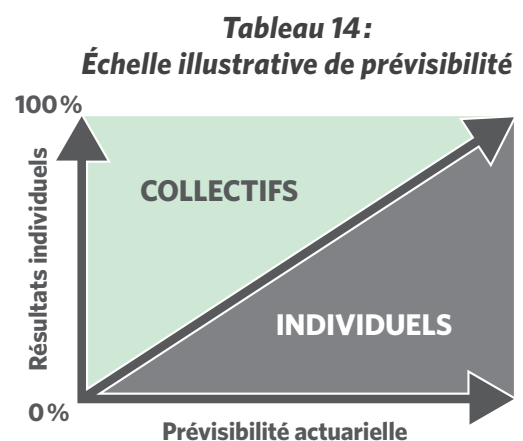 Tableau 14 :
Échelle illustrative de prévisibilité
100 %
Résultats individuels
COLLECTIFS
INDIVIDUELS
0 %
Prévisibilité actuarielle